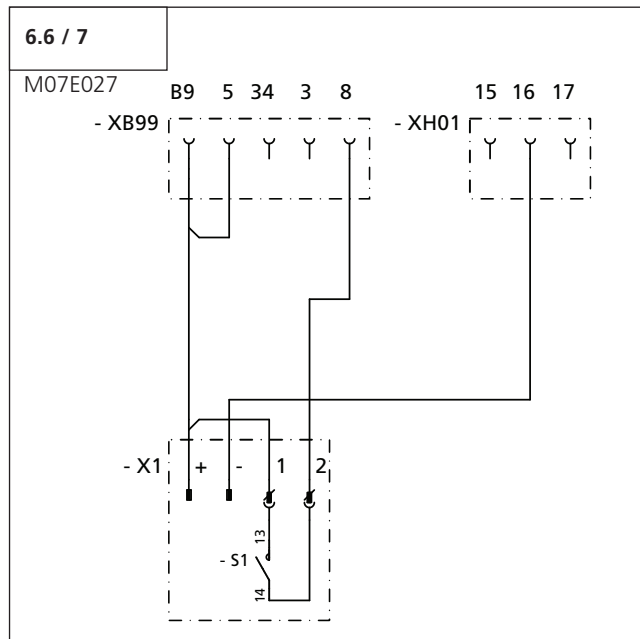 6.6 / 7
M07E027
B9 5 34 3 8
15 16 17
- XB99
- XH01
- X1 + - 1 2
13
- S1
14